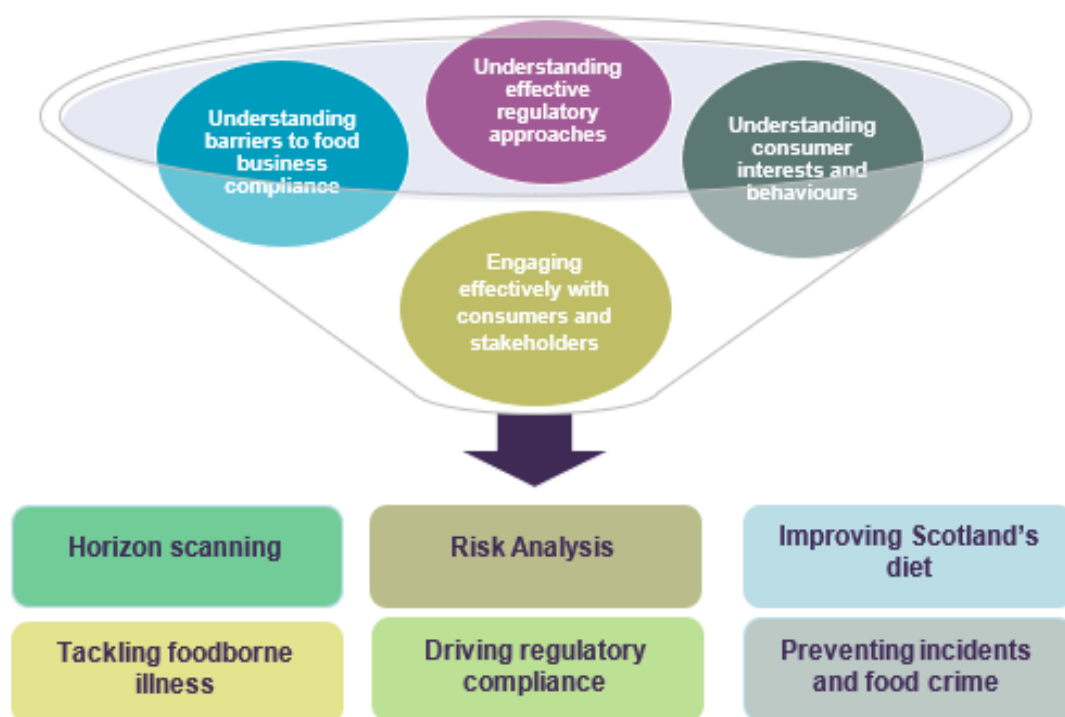 Understanding
effective
regulatory
approaches
Understanding
barriers to food
business
compliance
Understanding
consumer
interests and
behaviours
Engaging
effectively with
consumers and
stakeholders
Horizon scanning
Risk Analysis
Improving Scotland's
diet
Tackling foodborne
illness
Driving regulatory
compliance
Preventing incidents
and food crime